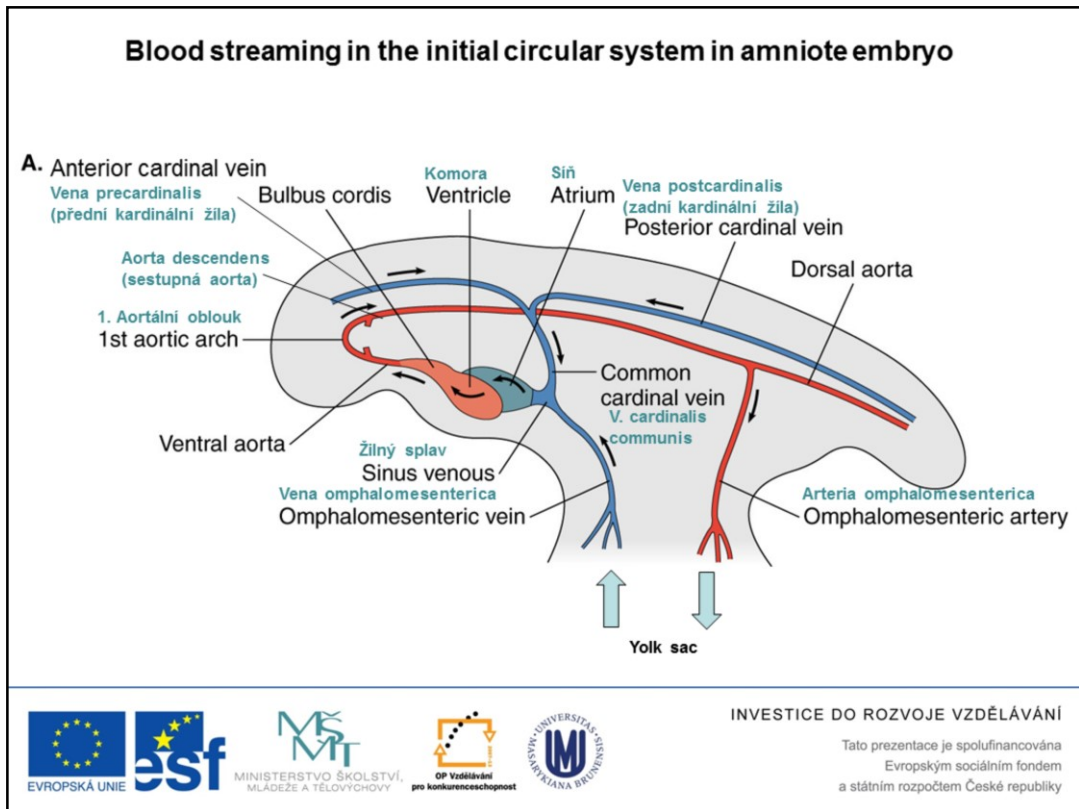 Blood streaming in the initial circular system in amniote embryo
A. Anterior cardinal vein
Vena precardinalis
(přední kardinální žíla)
Bulbus cordis
Komora
Ventricle
Síň
Atrium
Vena postcardinalis
(zadní kardinální žíla)
Posterior cardinal vein
Aorta descendens
(sestupná aorta)
Dorsal aorta
1. Aortální oblouk
1st aortic arch
Common
cardinal vein
V. cardinalis
communis
Ventral aorta
Žilný splav
Sinus venous
Vena omphalomesenterica
Omphalomesenteric vein
Arteria omphalomesenterica
Omphalomesenteric artery
Yolk sac
EVROPSKÁ UNIE
esf
MŠMT
MINISTERSTVO ŠKOLSTVÍ,
MLÁDEŽE A TĚLOVÝCHOVY
OP Vzdělávání
pro konkurenceschopnost
UNIVERSITAS MASARYKIANA BRUNENSIS
INVESTICE DO ROZVOJE VZDĚLÁVÁNÍ
Tato prezentace je spolufinancována
Evropským sociálním fondem
a státním rozpočtem České republiky